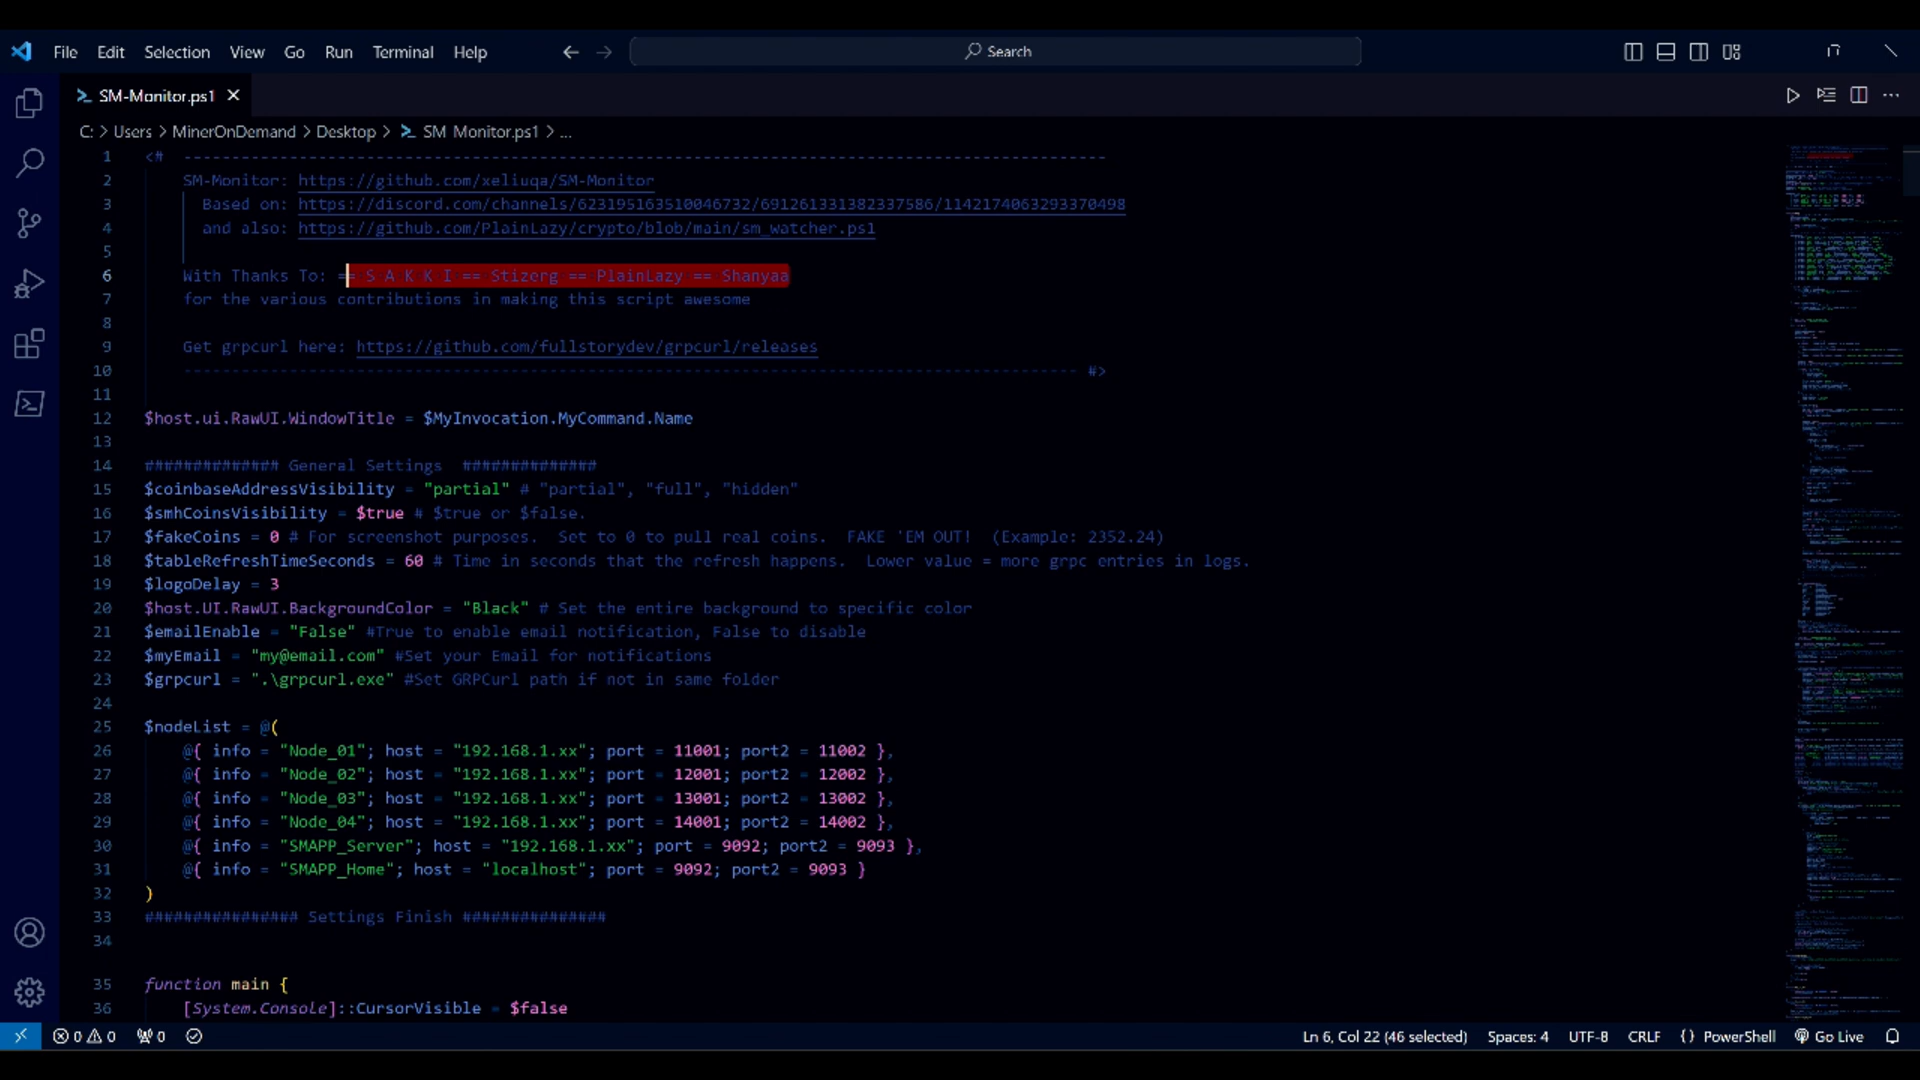 File Edit Selection View Go Run Terminal Help Search
SM-Monitor.ps1
C: > Users > MinerOnDemand > Desktop > SM Monitor.ps1 > ...
1 <# ------------------------------------------------------------------------------------------------
2 SM-Monitor: https://github.com/xeliuqa/SM-Monitor
3 Based on: https://discord.com/channels/623195163510046732/691261331382337586/1142174063293370498
4 and also: https://github.com/PlainLazy/crypto/blob/main/sm_watcher.ps1
5
6 With Thanks To: == S A K K I == Stizerg == PlainLazy == Shanyaa
7 for the various contributions in making this script awesome
8
9 Get grpcurl here: https://github.com/fullstorydev/grpcurl/releases
10 --------------------------------------------------------------------------------------------- #>
11
12 $host.ui.RawUI.WindowTitle = $MyInvocation.MyCommand.Name
13
14 ############## General Settings ##############
15 $coinbaseAddressVisibility = "partial" # "partial", "full", "hidden"
16 $smhCoinsVisibility = $true # $true or $false.
17 $fakeCoins = 0 # For screenshot purposes. Set to 0 to pull real coins. FAKE 'EM OUT! (Example: 2352.24)
18 $tableRefreshTimeSeconds = 60 # Time in seconds that the refresh happens. Lower value = more grpc entries in logs.
19 $logoDelay = 3
20 $host.UI.RawUI.BackgroundColor = "Black" # Set the entire background to specific color
21 $emailEnable = "False" #True to enable email notification, False to disable
22 $myEmail = "my@email.com" #Set your Email for notifications
23 $grpcurl = ".\grpcurl.exe" #Set GRPCurl path if not in same folder
24
25 $nodeList = @(
26 @{ info = "Node_01"; host = "192.168.1.xx"; port = 11001; port2 = 11002 },
27 @{ info = "Node_02"; host = "192.168.1.xx"; port = 12001; port2 = 12002 },
28 @{ info = "Node_03"; host = "192.168.1.xx"; port = 13001; port2 = 13002 },
29 @{ info = "Node_04"; host = "192.168.1.xx"; port = 14001; port2 = 14002 },
30 @{ info = "SMAPP_Server"; host = "192.168.1.xx"; port = 9092; port2 = 9093 },
31 @{ info = "SMAPP_Home"; host = "localhost"; port = 9092; port2 = 9093 }
32 )
33 ################ Settings Finish ###############
34
35 function main {
36 [System.Console]::CursorVisible = $false
0 0 0 Ln 6, Col 22 (46 selected) Spaces: 4 UTF-8 CRLF {} PowerShell Go Live